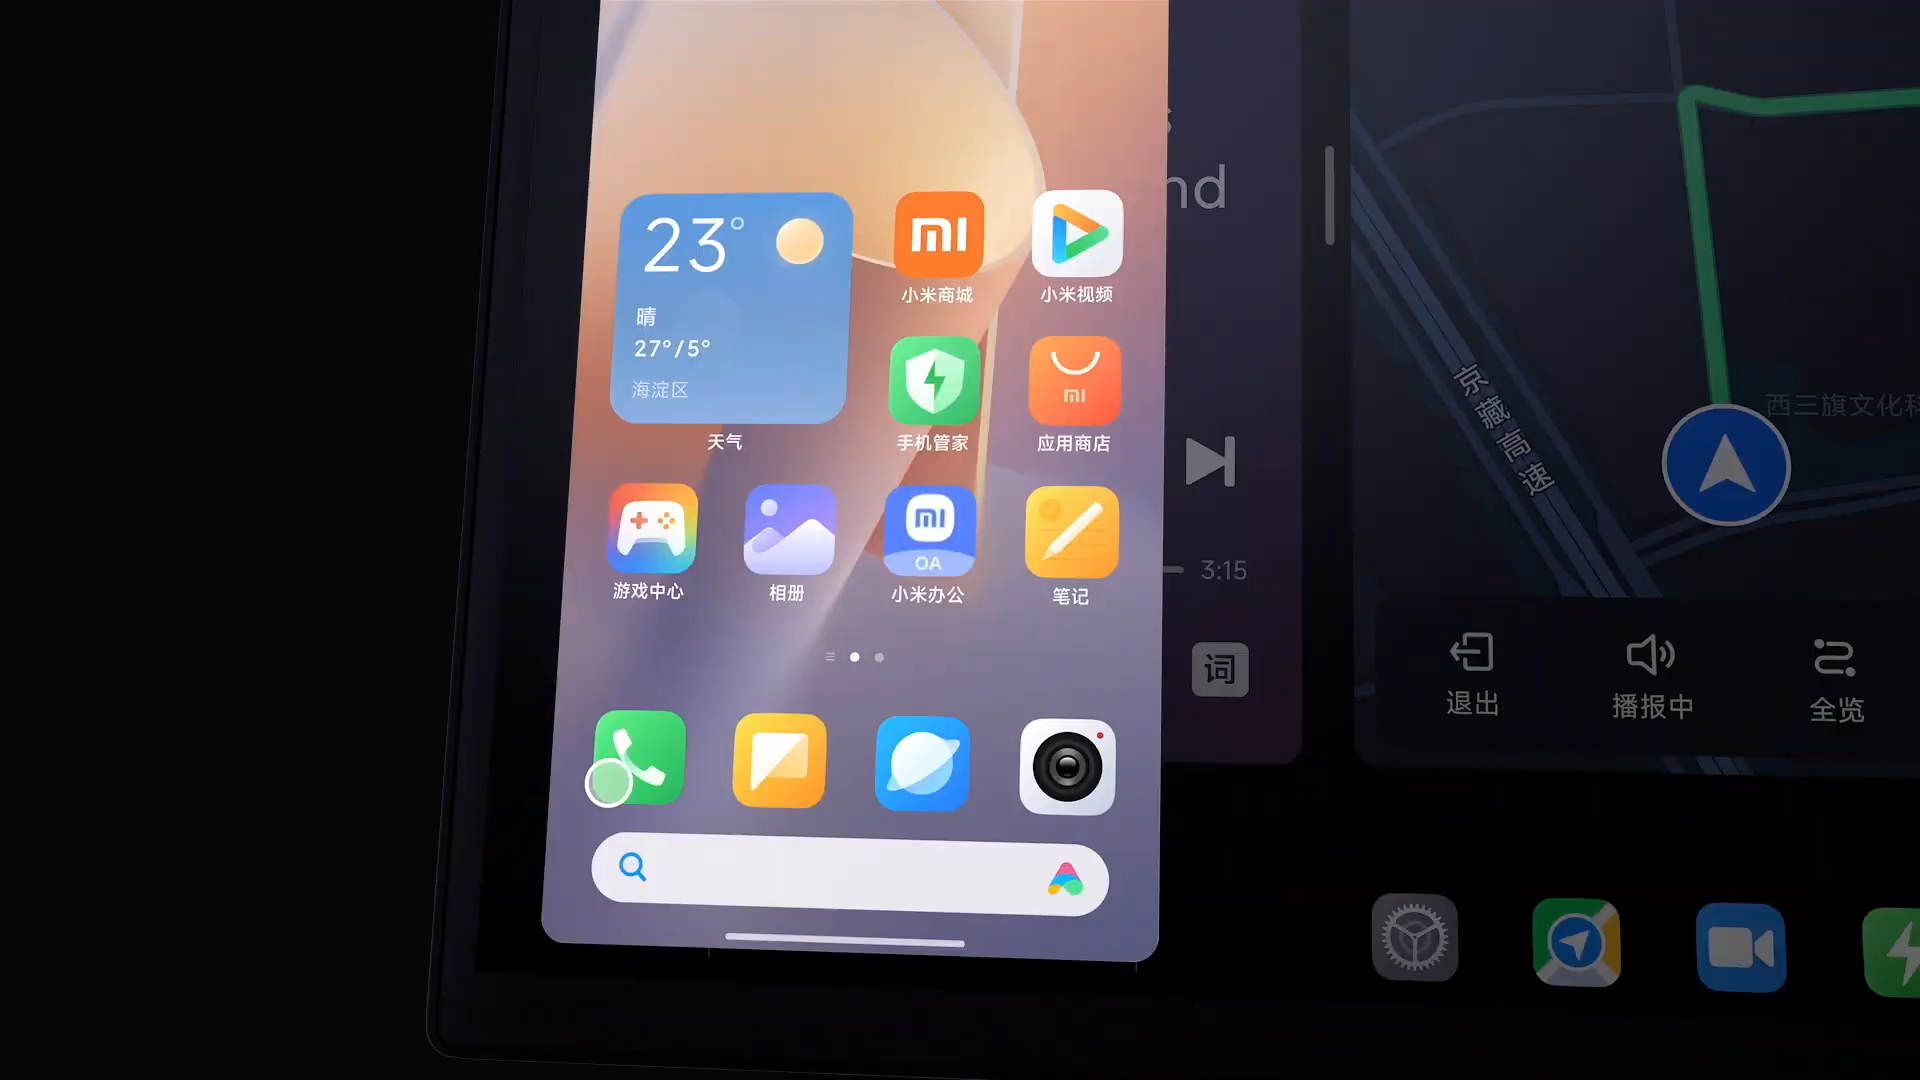 23°
晴
27°/5°
海淀区
天气
小米商城
小米视频
手机管家
mi
应用商店
游戏中心
相册
OA
小米办公
笔记
nd
3:15
词
京藏高速
西三旗文化科
退出
播报中
全览